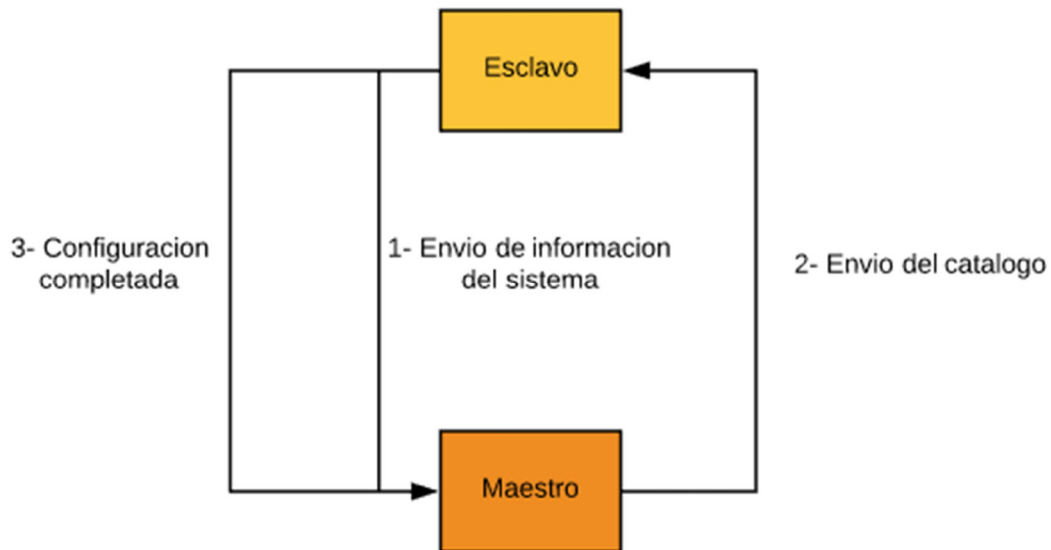 Esclavo
3- Configuracion
completada
1- Envio de informacion
del sistema
2- Envio del catalogo
Maestro